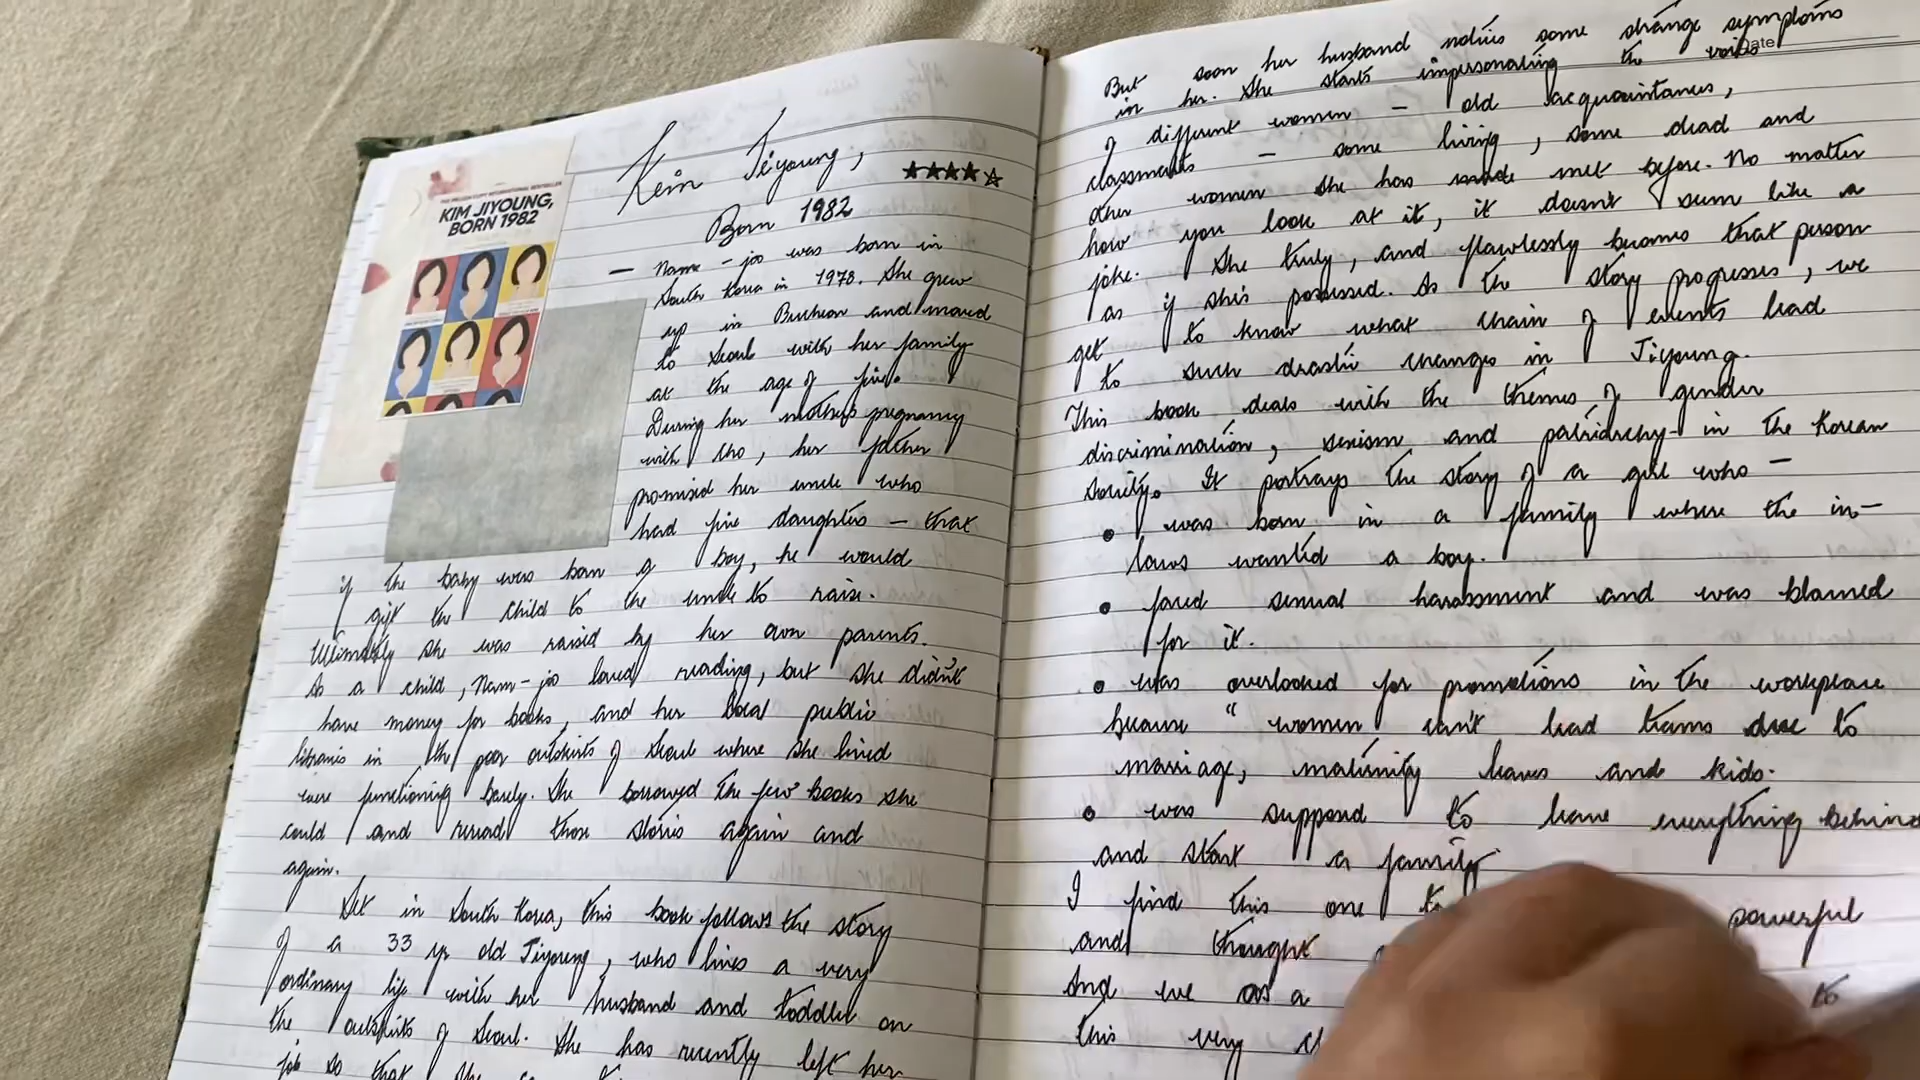 KIM JIYOUNG,
BORN 1982
Kim Jiyoung,
Born 1982
★★★★☆
— Nam-joo was born in
South Korea in 1978. She grew
up in Bucheon and moved
to Seoul with her family
at the age of five.
During her mother's pregnancy
with Cho, her father
promised her uncle who
had five daughters – that
if the baby was born a boy, he would
gift the child to the uncle to raise.
Ultimately she was raised by her own parents.
As a child, Nam-joo loved reading, but she didn't
have money for books, and her local public
libraries in the poor outskirts of Seoul where she lived
were functioning barely. She borrowed the few books she
could and reread those stories again and
again.
Set in South Korea, this book follows the story
of a 33 yr old Jiyoung, who lives a very
ordinary life with her husband and toddler on
the outskirts of Seoul. She has recently left her
job so that she
Date
But soon her husband notices some strange symptoms
in her. She starts impersonating the voices
of different women – old acquaintances,
classmates – some living, some dead and
other women she has met before. No matter
how you look at it, it doesn't seem like a
joke. She truly, and flawlessly becomes that person
as if she's possessed. As the story progresses, we
get to know what chain of events lead
to such drastic changes in Jiyoung.
This book deals with the themes of gender
discrimination, sexism and patriarchy in the Korean
society. It portrays the story of a girl who –
• was born in a family where the in-
laws wanted a boy.
• faced sexual harassment and was blamed
for it.
• was overlooked for promotions in the workplace
because " women can't lead teams due to
marriage, maternity leaves and kids.
• was supposed to leave everything behind
and start a family.
I find this one powerful
and thought
And we as a to
this very